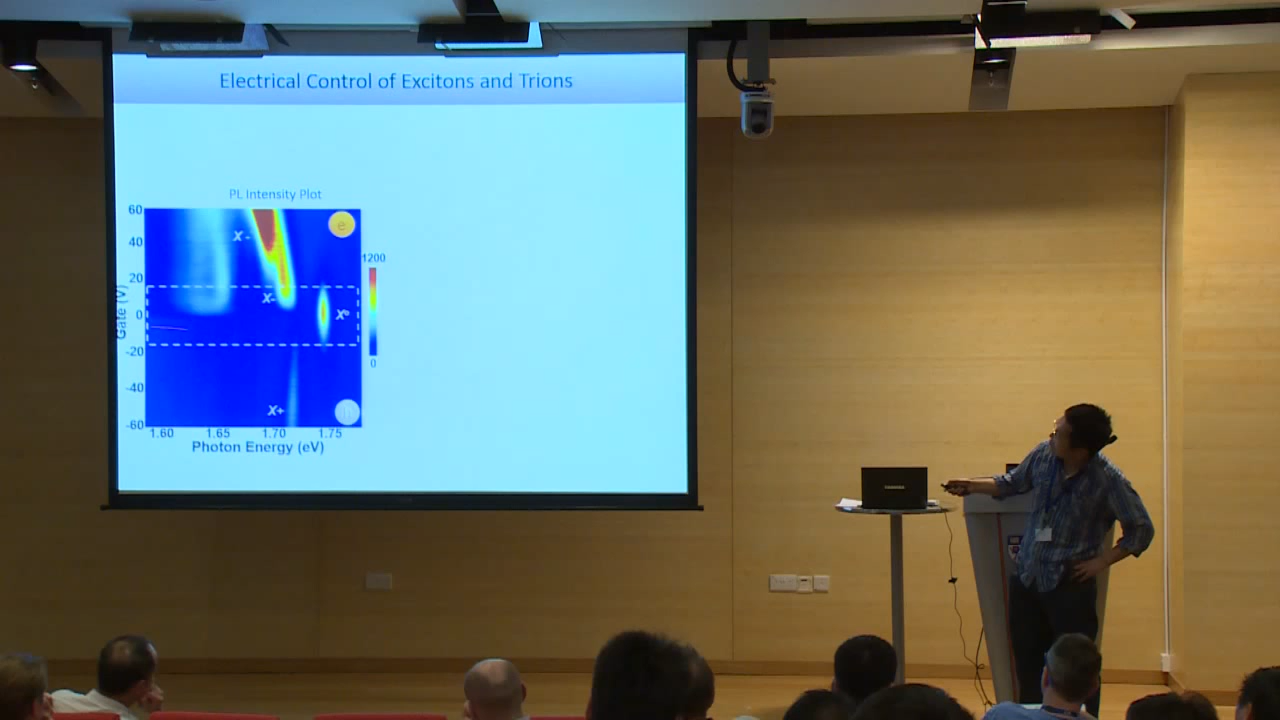 Electrical Control of Excitons and Trions
PL Intensity Plot
60
40
20
0
-20
-40
-60
Gate (V)
X-
e
X-
X⁰
X+
1200
0
1.60 1.65 1.70 1.75
Photon Energy (eV)
TOSHIBA